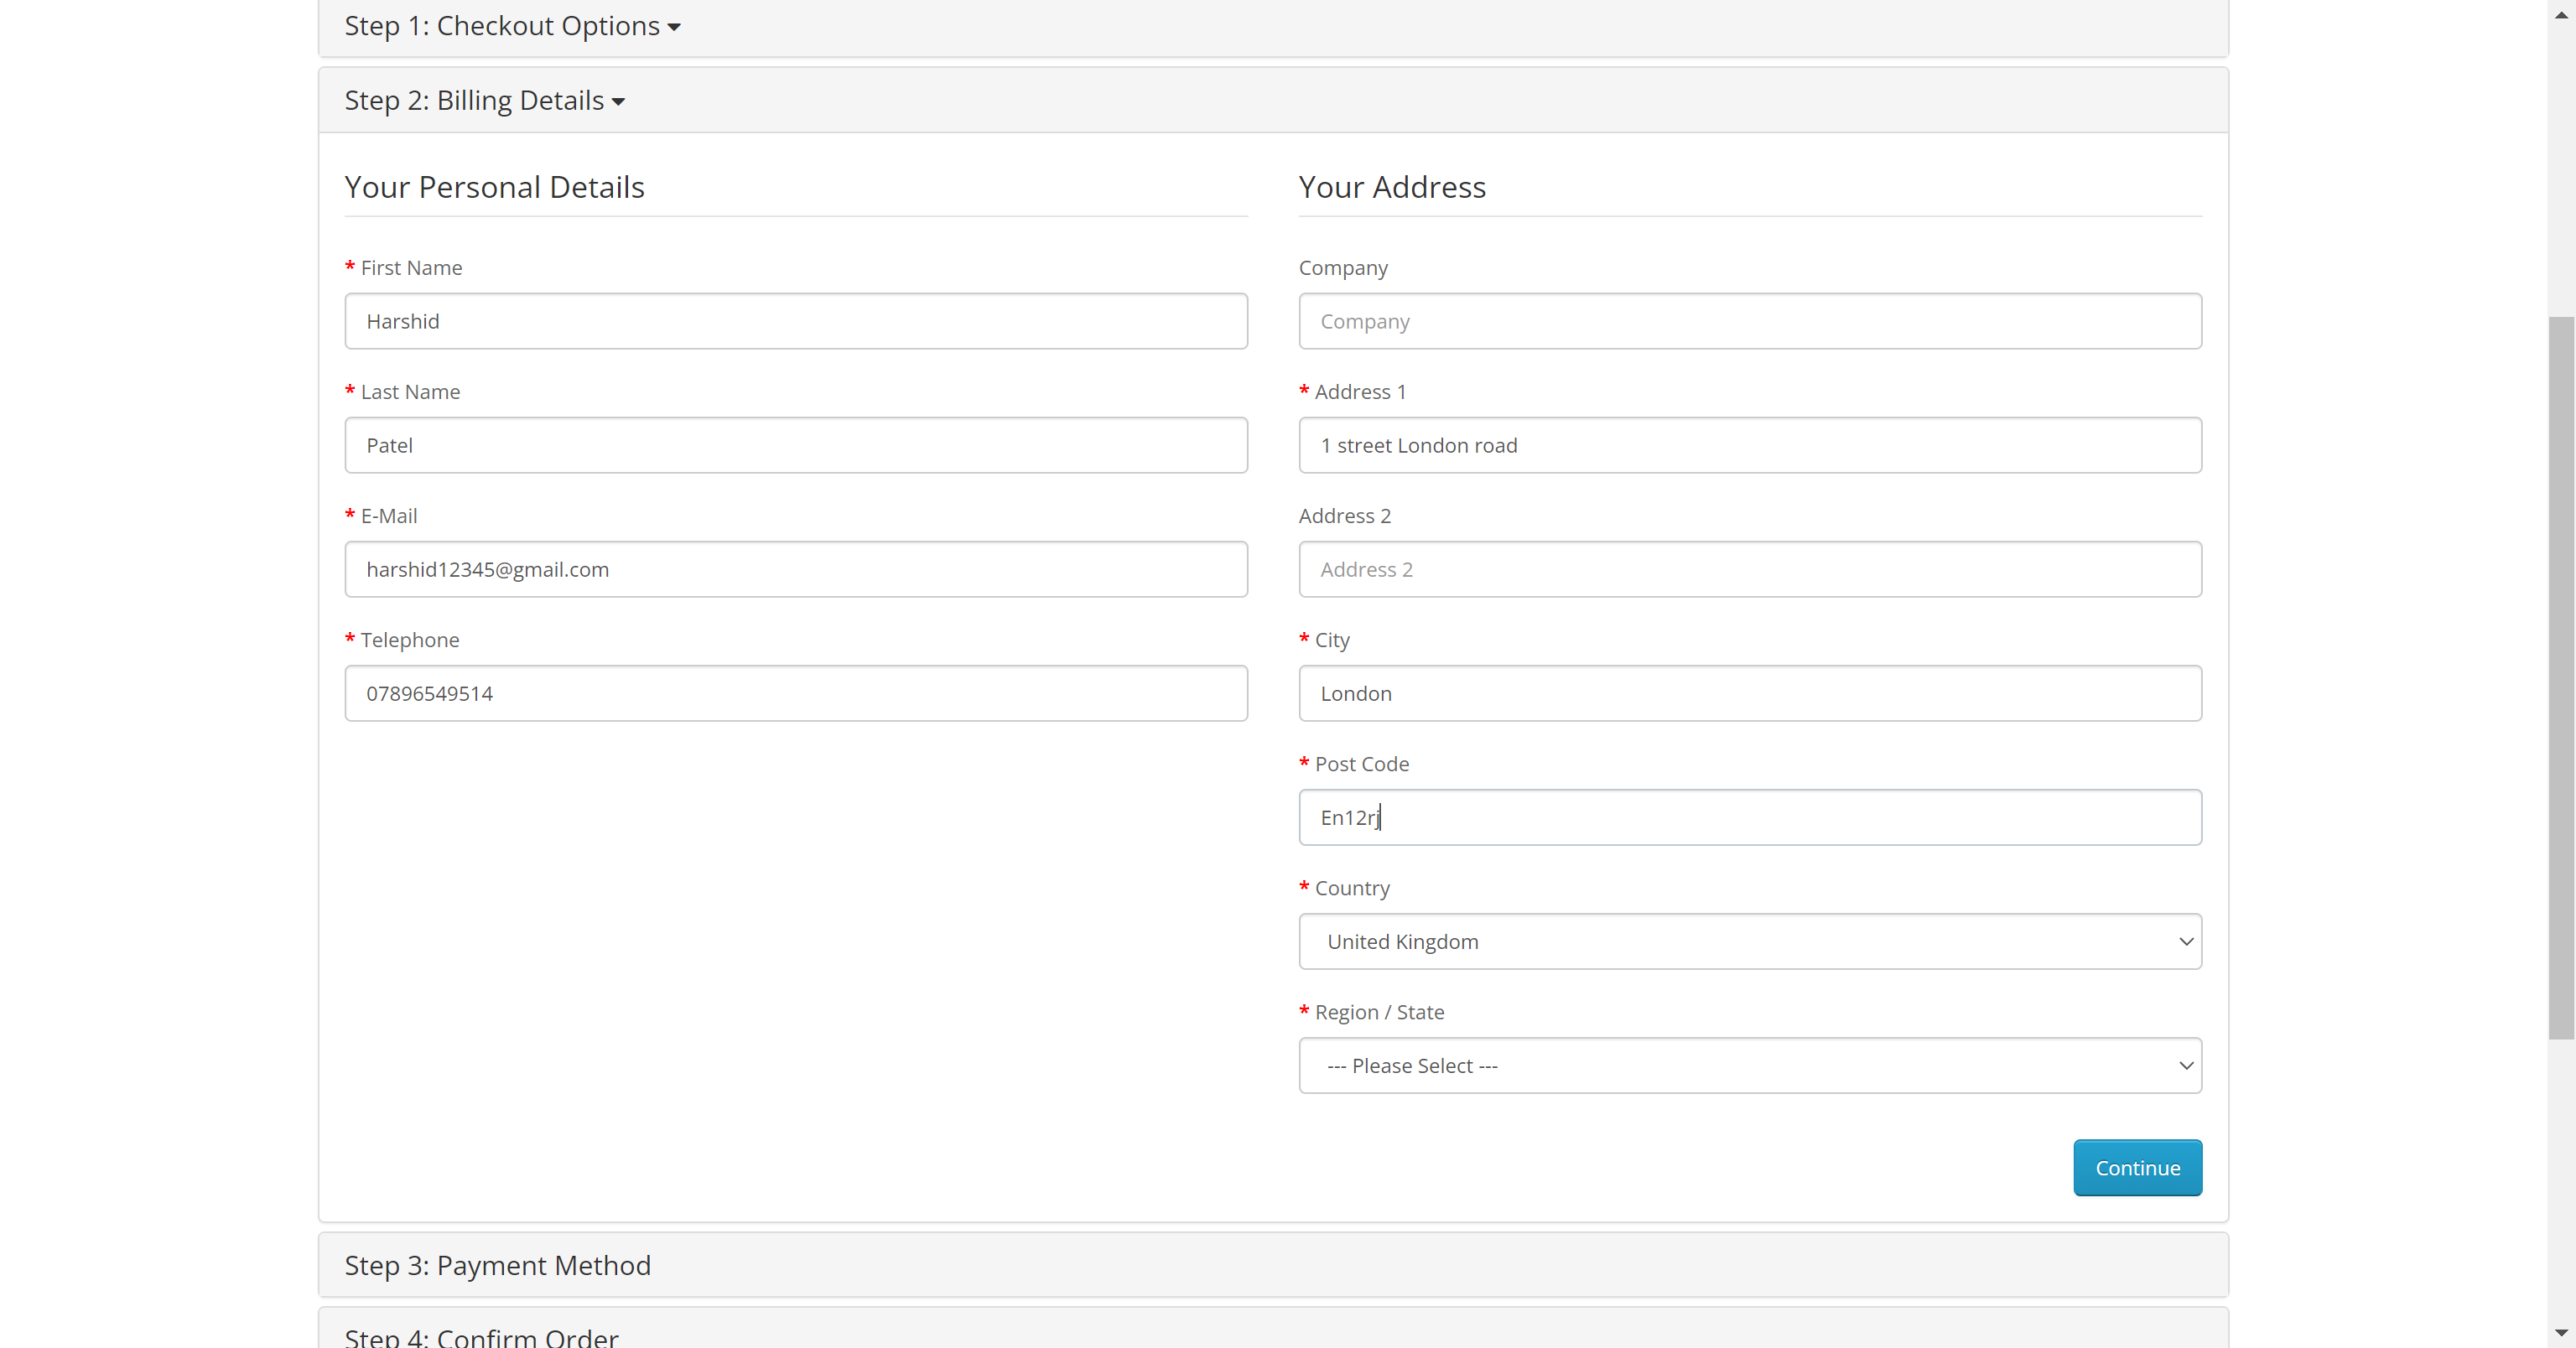 Step 1: Checkout Options
Step 2: Billing Details
Your Personal Details
* First Name
Harshid
* Last Name
Patel
* E-Mail
harshid12345@gmail.com
* Telephone
07896549514
Your Address
Company
Company
* Address 1
1 street London road
Address 2
Address 2
* City
London
* Post Code
En12rj
* Country
United Kingdom
* Region / State
--- Please Select ---
Continue
Step 3: Payment Method
Step 4: Confirm Order